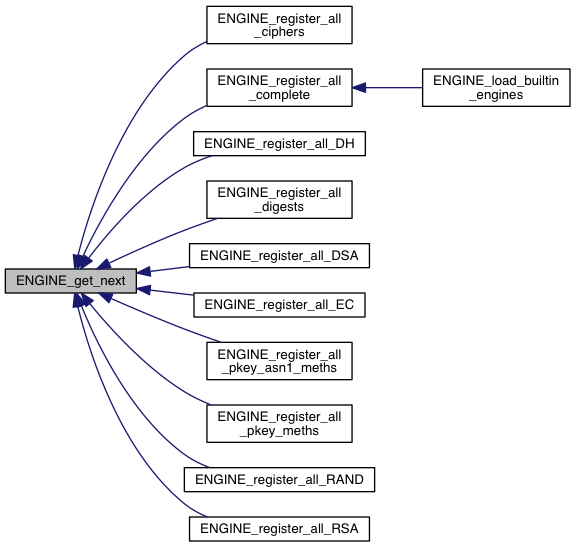 ENGINE_register_all
_ciphers
ENGINE_register_all
_complete
ENGINE_load_builtin
_engines
ENGINE_register_all_DH
ENGINE_register_all
_digests
ENGINE_register_all_DSA
ENGINE_get_next
ENGINE_register_all_EC
ENGINE_register_all
_pkey_asn1_meths
ENGINE_register_all
_pkey_meths
ENGINE_register_all_RAND
ENGINE_register_all_RSA